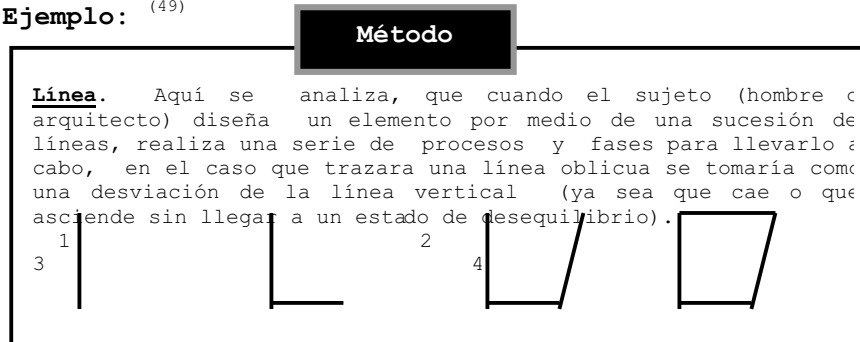 Ejemplo: (49)
Método
Línea. Aquí se analiza, que cuando el sujeto (hombre o
arquitecto) diseña un elemento por medio de una sucesión de
líneas, realiza una serie de procesos y fases para llevarlo a
cabo, en el caso que trazara una línea oblicua se tomaría como
una desviación de la línea vertical (ya sea que cae o que
asciende sin llegar a un estado de desequilibrio).
1 2
3 4